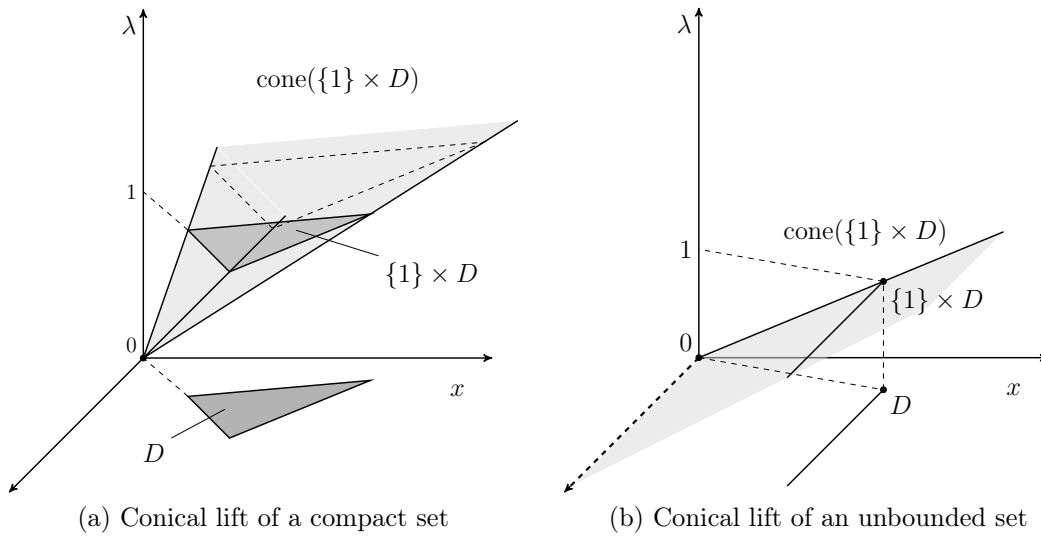 λ
cone({1} × D)
1
{1} × D
0
x
D
(a) Conical lift of a compact set
λ
cone({1} × D)
1
{1} × D
0
x
D
(b) Conical lift of an unbounded set